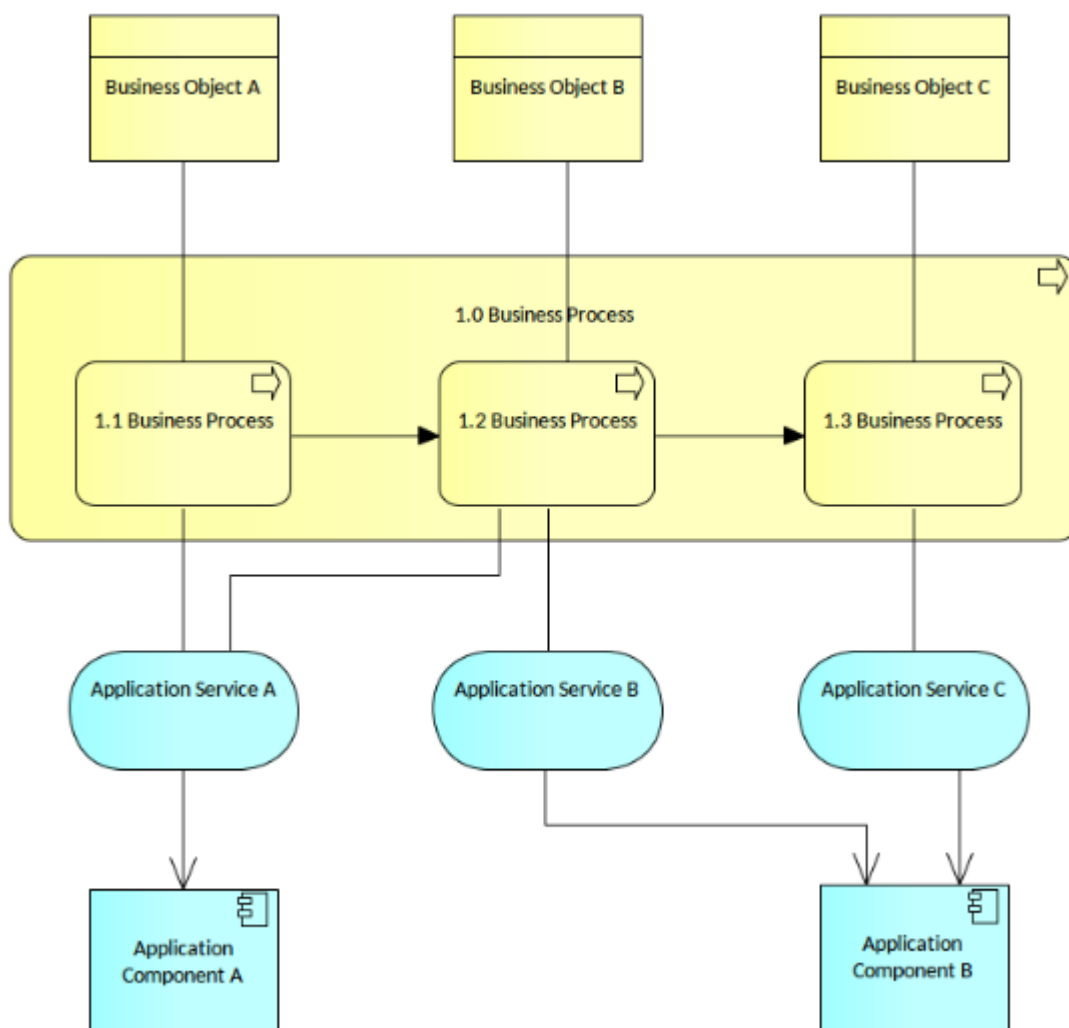 Business Object A
Business Object B
Business Object C
1.0 Business Process
1.1 Business Process
1.2 Business Process
1.3 Business Process
Application Service A
Application Service B
Application Service C
Application
Component A
Application
Component B